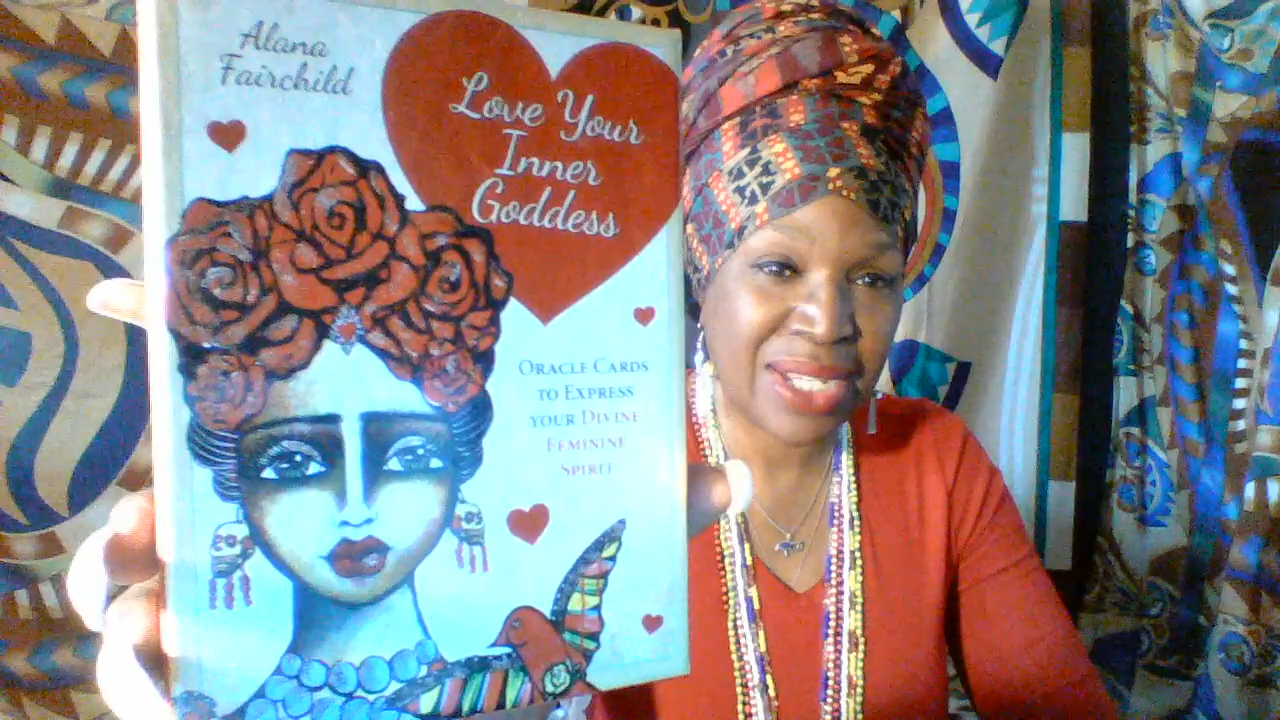 Alana
Fairchild
Love Your
Inner
Goddess
ORACLE CARDS
TO EXPRESS
YOUR DIVINE
FEMININE
SPIRIT